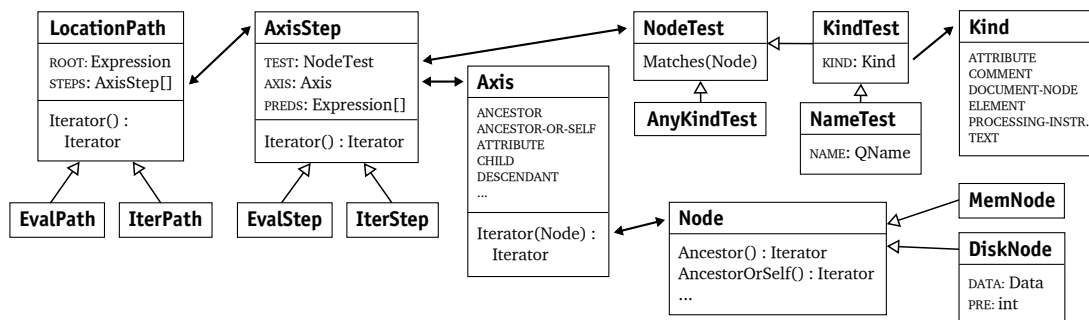 LocationPath
ROOT: Expression
STEPS: AxisStep[]
Iterator() :
Iterator
EvalPath
IterPath
AxisStep
TEST: NodeTest
AXIS: Axis
PREDS: Expression[]
Iterator() : Iterator
EvalStep
IterStep
Axis
ANCESTOR
ANCESTOR-OR-SELF
ATTRIBUTE
CHILD
DESCENDANT
...
Iterator(Node) :
Iterator
NodeTest
Matches(Node)
AnyKindTest
KindTest
KIND: Kind
NameTest
NAME: QName
Kind
ATTRIBUTE
COMMENT
DOCUMENT-NODE
ELEMENT
PROCESSING-INSTR.
TEXT
Node
Ancestor() : Iterator
AncestorOrSelf() : Iterator
...
MemNode
DiskNode
DATA: Data
PRE: int